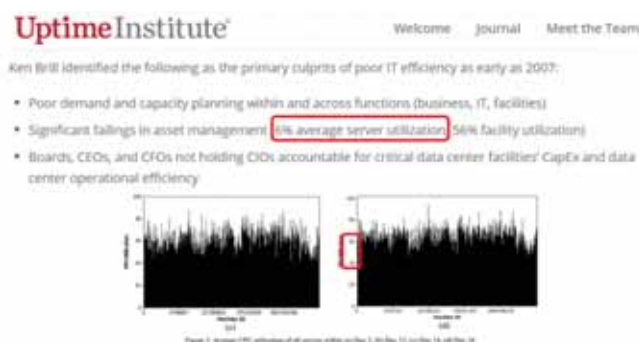 UptimeInstitute
Welcome Journal Meet the Team
Ken Brill identified the following as the primary culprits of poor IT efficiency as early as 2007:
• Poor demand and capacity planning within and across functions (business, IT, facilities)
• Significant failings in asset management (6% average server utilization, 56% facility utilization)
• Boards, CEOs, and CFOs not holding CIOs accountable for critical data center facilities' CapEx and data
center operational efficiency